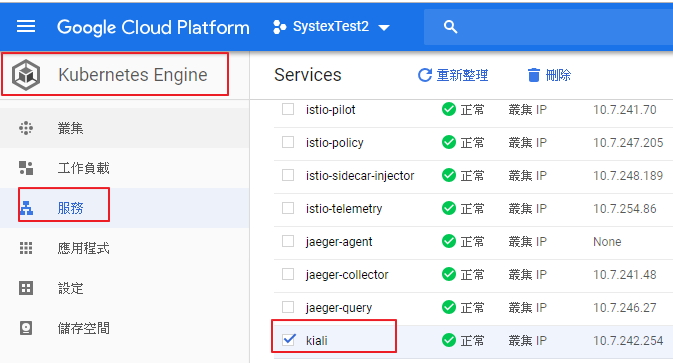 Google Cloud Platform SystexTest2
Kubernetes Engine
叢集
工作負載
服務
應用程式
設定
儲存空間
Services 重新整理 刪除
istio-pilot 正常 叢集 IP 10.7.241.70
istio-policy 正常 叢集 IP 10.7.247.205
istio-sidecar-injector 正常 叢集 IP 10.7.248.189
istio-telemetry 正常 叢集 IP 10.7.254.86
jaeger-agent 正常 叢集 IP None
jaeger-collector 正常 叢集 IP 10.7.241.48
jaeger-query 正常 叢集 IP 10.7.246.27
kiali 正常 叢集 IP 10.7.242.254